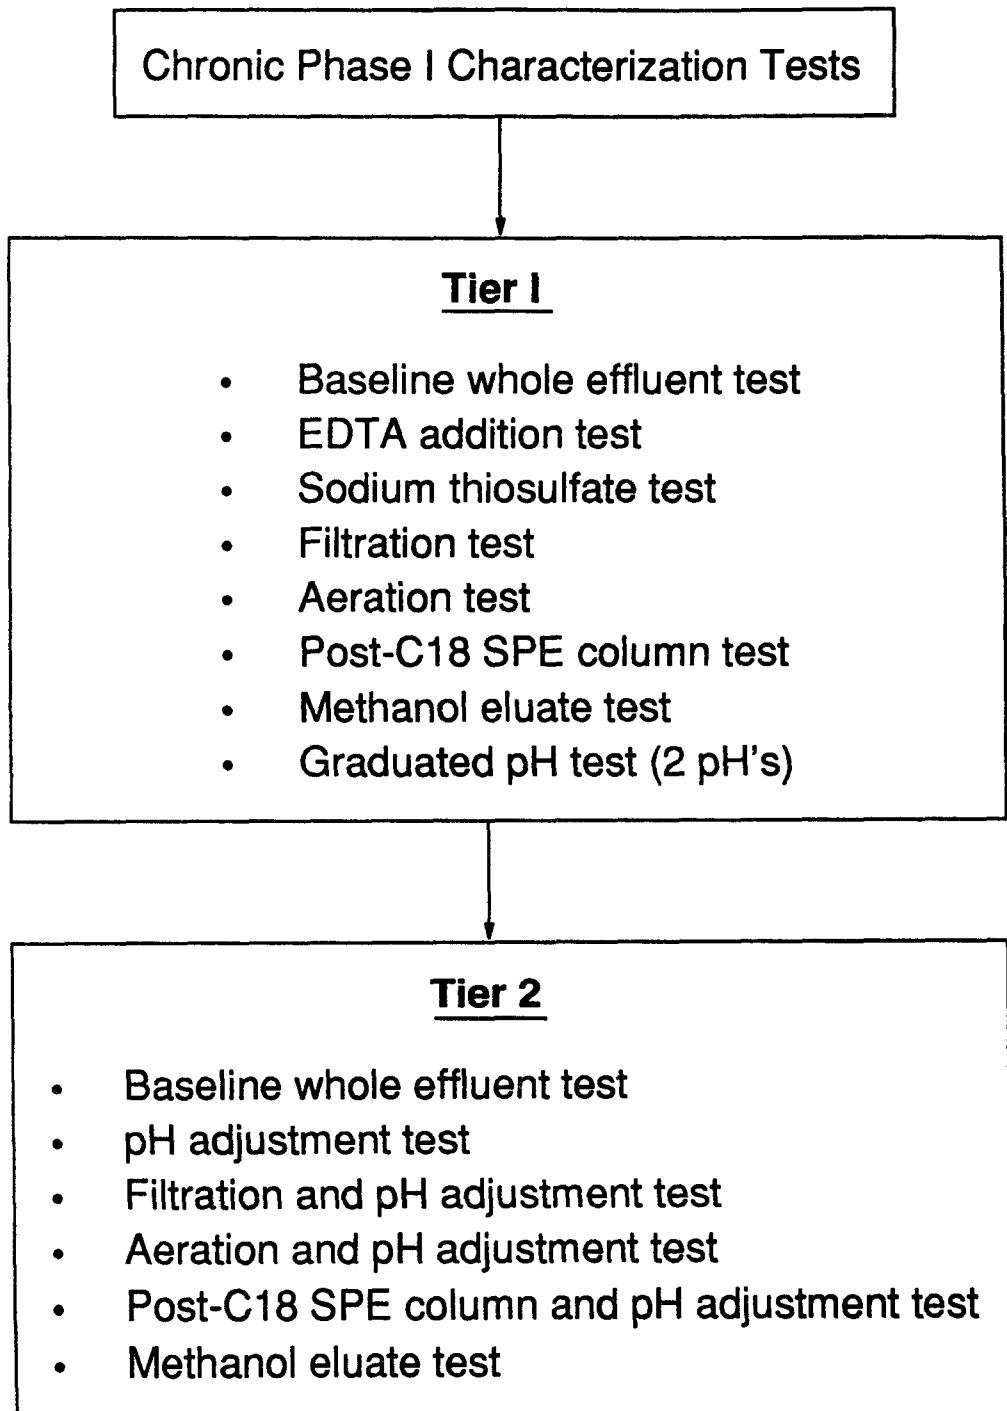 Chronic Phase I Characterization Tests
Tier I
• Baseline whole effluent test
• EDTA addition test
• Sodium thiosulfate test
• Filtration test
• Aeration test
• Post-C18 SPE column test
• Methanol eluate test
• Graduated pH test (2 pH's)
Tier 2
• Baseline whole effluent test
• pH adjustment test
• Filtration and pH adjustment test
• Aeration and pH adjustment test
• Post-C18 SPE column and pH adjustment test
• Methanol eluate test